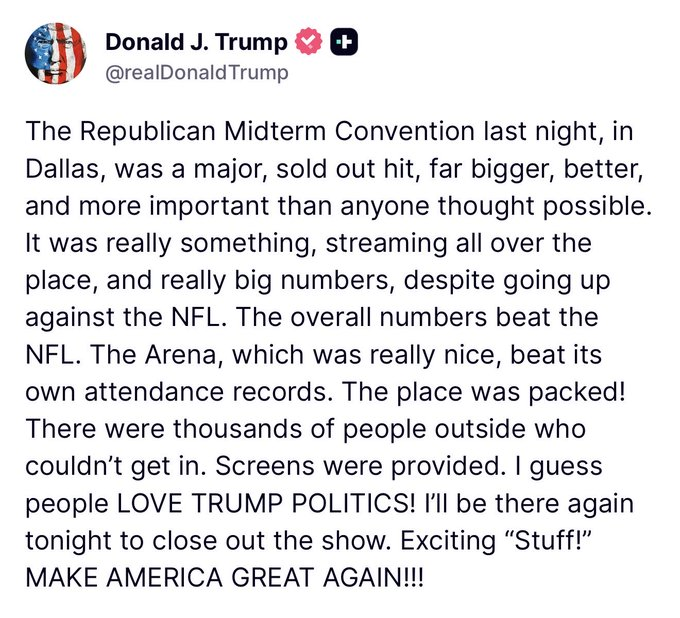 Donald J. Trump
@realDonaldTrump
The Republican Midterm Convention last night, in
Dallas, was a major, sold out hit, far bigger, better,
and more important than anyone thought possible.
It was really something, streaming all over the
place, and really big numbers, despite going up
against the NFL. The overall numbers beat the
NFL. The Arena, which was really nice, beat its
own attendance records. The place was packed!
There were thousands of people outside who
couldn’t get in. Screens were provided. I guess
people LOVE TRUMP POLITICS! I’ll be there again
tonight to close out the show. Exciting “Stuff!”
MAKE AMERICA GREAT AGAIN!!!